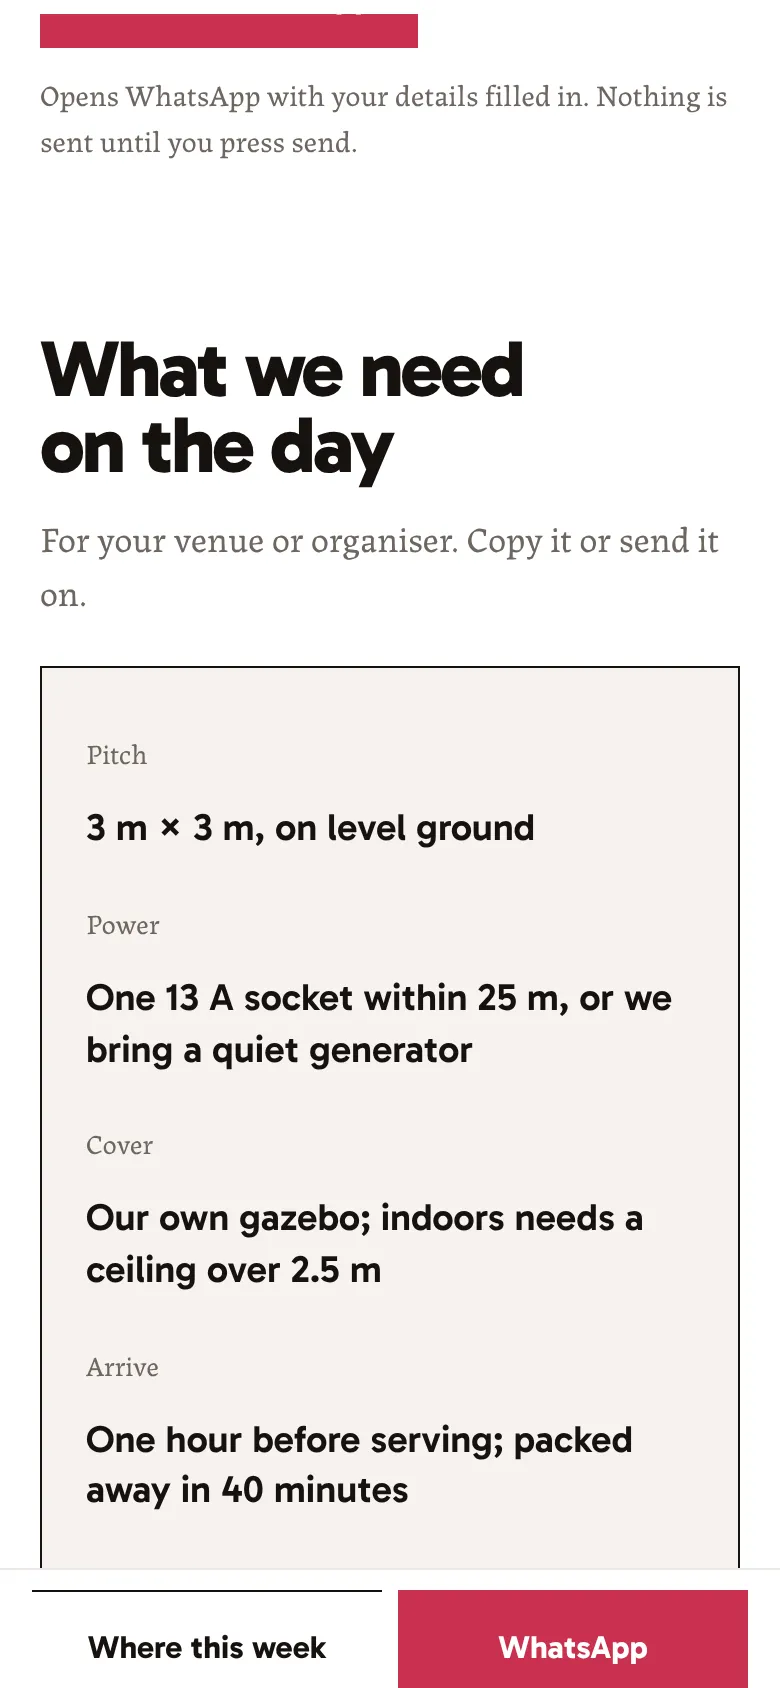 Opens WhatsApp with your details filled in. Nothing is
sent until you press send.
What we need
on the day
For your venue or organiser. Copy it or send it
on.
Pitch
3 m × 3 m, on level ground
Power
One 13 A socket within 25 m, or we
bring a quiet generator
Cover
Our own gazebo; indoors needs a
ceiling over 2.5 m
Arrive
One hour before serving; packed
away in 40 minutes
Where this week
WhatsApp